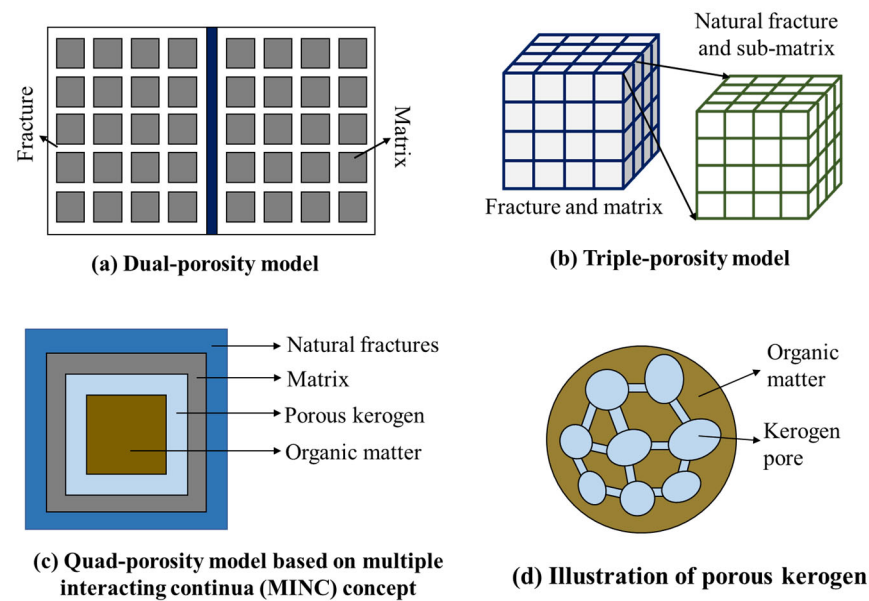 Fracture
Matrix
(a) Dual-porosity model
Natural fracture
and sub-matrix
Fracture and matrix
(b) Triple-porosity model
Natural fractures
Matrix
Porous kerogen
Organic matter
(c) Quad-porosity model based on multiple
interacting continua (MINC) concept
Organic
matter
Kerogen
pore
(d) Illustration of porous kerogen